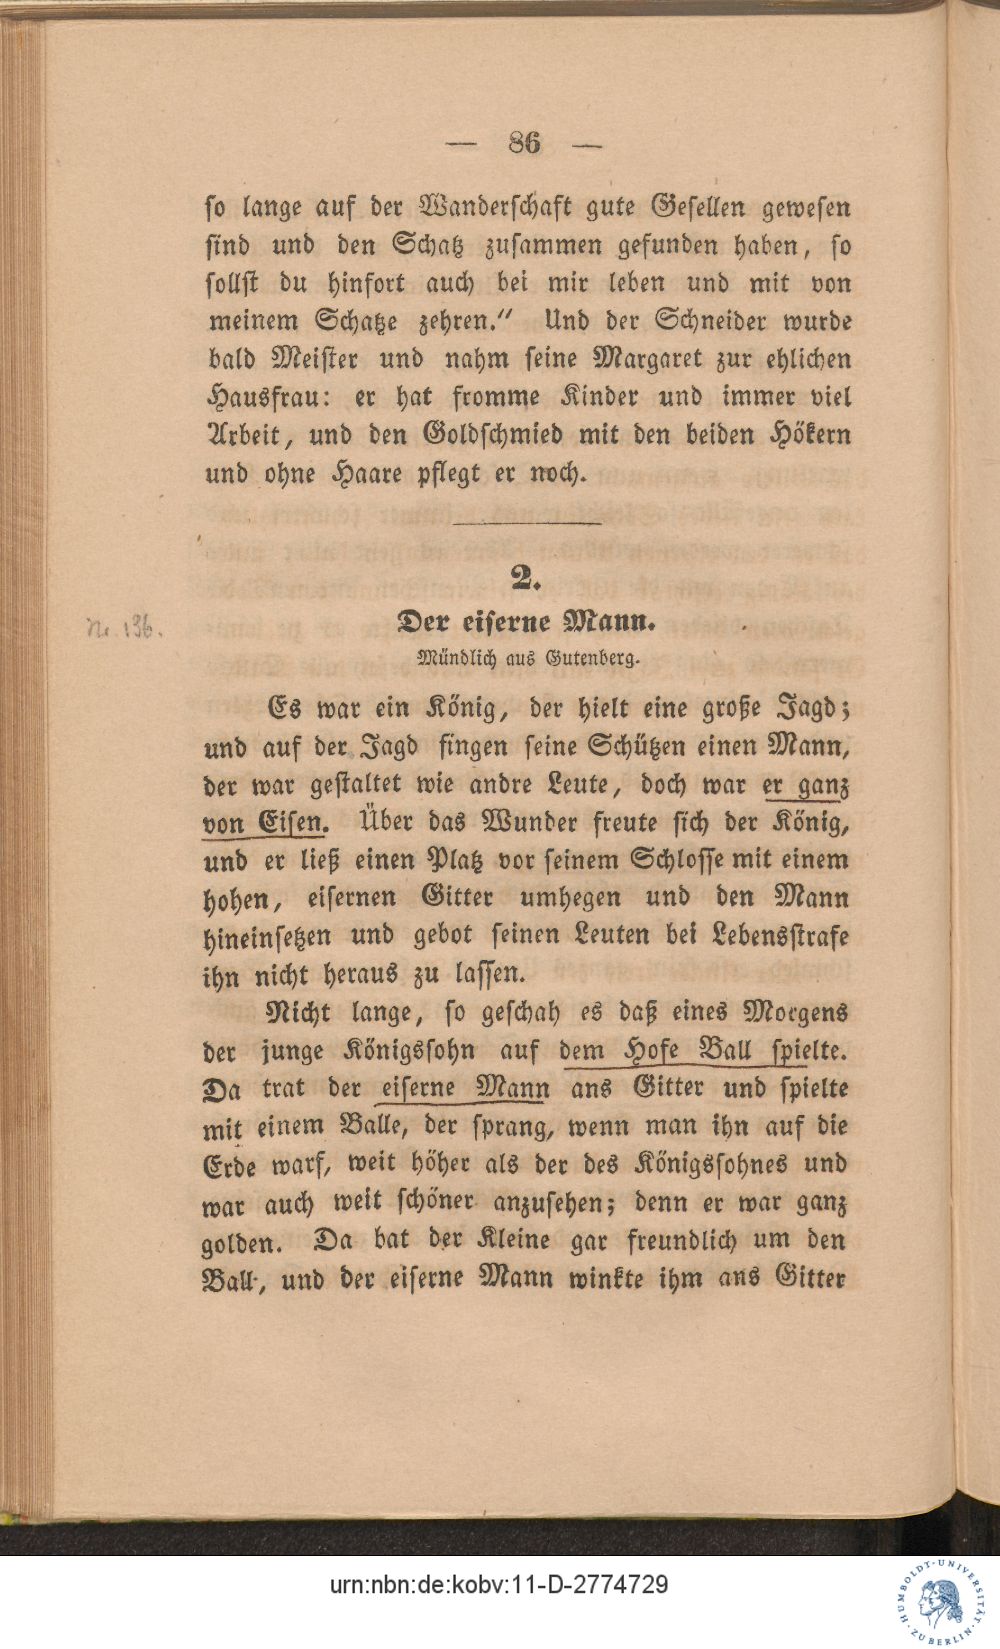 — 86 —
so lange auf der Wanderschaft gute Gesellen gewesen
sind und den Schatz zusammen gefunden haben, so
sollst du hinfort auch bei mir leben und mit von
meinem Schatze zehren.“ Und der Schneider wurde
bald Meister und nahm seine Margaret zur ehlichen
Hausfrau: er hat fromme Kinder und immer viel
Arbeit, und den Goldschmied mit den beiden Hökern
und ohne Haare pflegt er noch.
2.
Nr. 136.
Der eiserne Mann.
Mündlich aus Gutenberg.
Es war ein König, der hielt eine große Jagd;
und auf der Jagd fingen seine Schützen einen Mann,
der war gestaltet wie andre Leute, doch war er ganz
von Eisen. Über das Wunder freute sich der König,
und er ließ einen Platz vor seinem Schlosse mit einem
hohen, eisernen Gitter umhegen und den Mann
hineinsetzen und gebot seinen Leuten bei Lebensstrafe
ihn nicht heraus zu lassen.
Nicht lange, so geschah es daß eines Morgens
der junge Königssohn auf dem Hofe Ball spielte.
Da trat der eiserne Mann ans Gitter und spielte
mit einem Balle, der sprang, wenn man ihn auf die
Erde warf, weit höher als der des Königssohnes und
war auch weit schöner anzusehen; denn er war ganz
golden. Da bat der Kleine gar freundlich um den
Ball, und der eiserne Mann winkte ihm ans Gitter
urn:nbn:de:kobv:11-D-2774729
HUMBOLDT-UNIVERSITÄT
ZU BERLIN